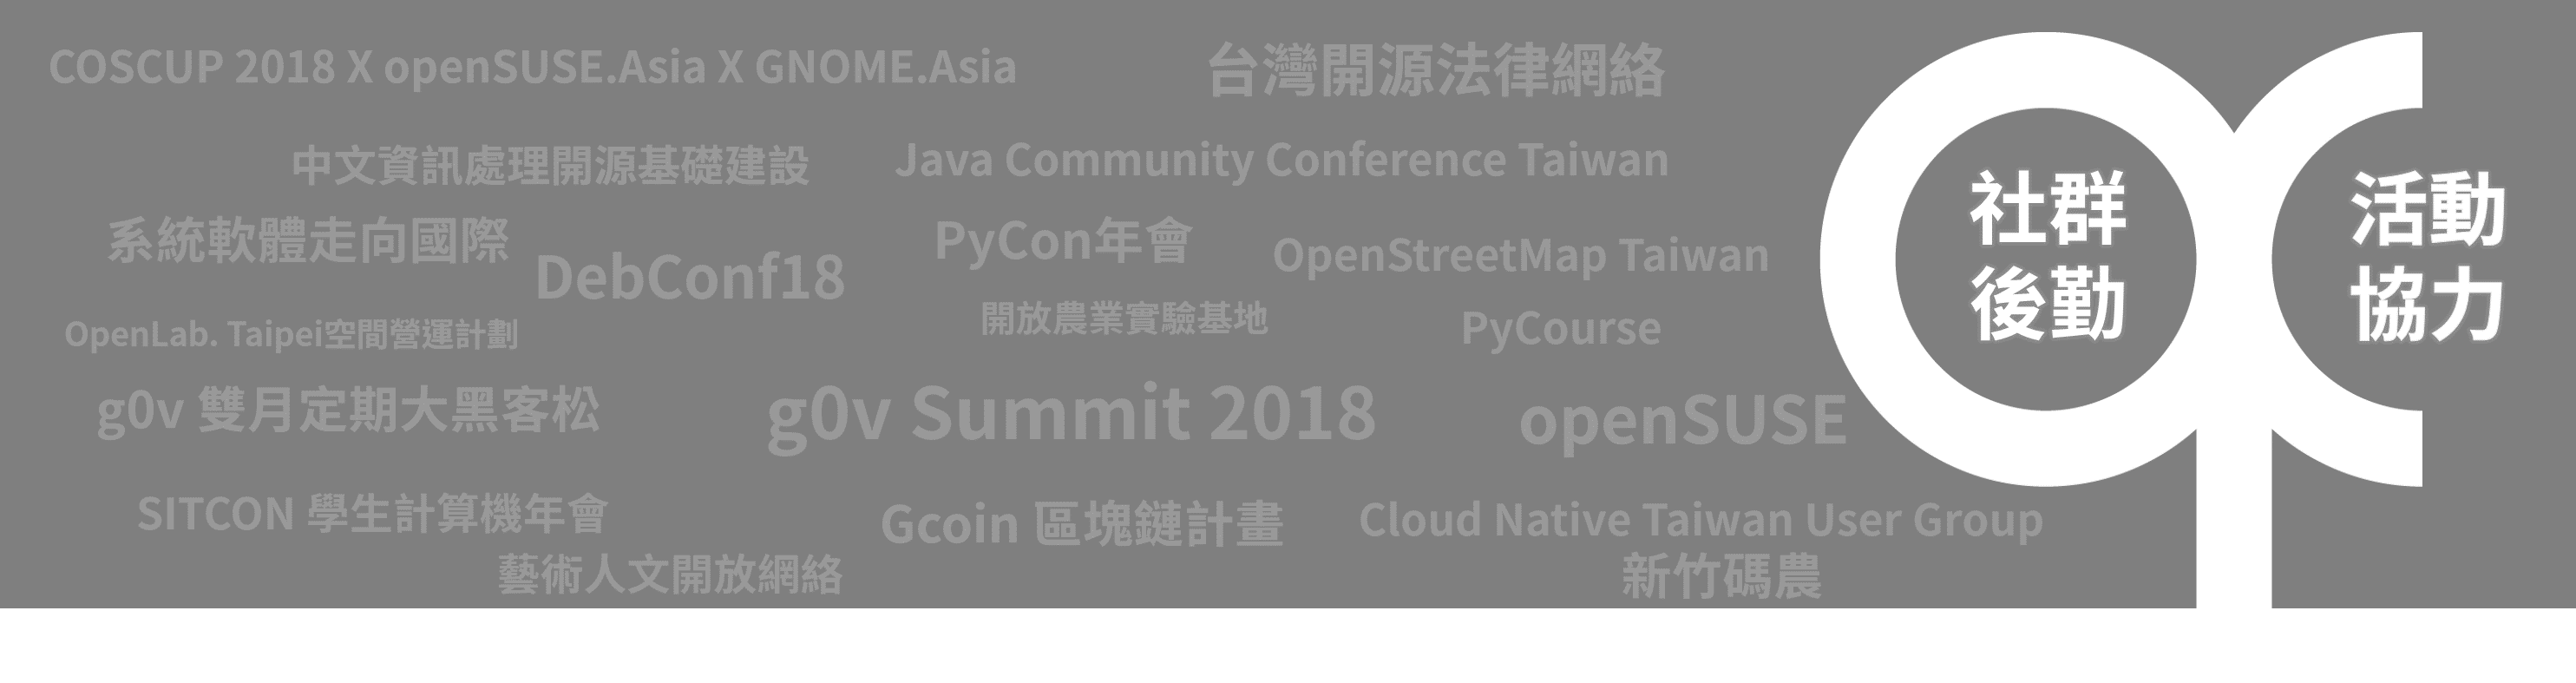 COSCUP 2018 X openSUSE.Asia X GNOME.Asia
台灣開源法律網絡
中文資訊處理開源基礎建設
Java Community Conference Taiwan
系統軟體走向國際
PyCon年會
OpenStreetMap Taiwan
DebConf18
開放農業實驗基地
PyCourse
OpenLab. Taipei空間營運計劃
g0v 雙月定期大黑客松
g0v Summit 2018
openSUSE
SITCON 學生計算機年會
Gcoin 區塊鏈計畫
Cloud Native Taiwan User Group
藝術人文開放網絡
新竹碼農
社群
後勤
活動
協力